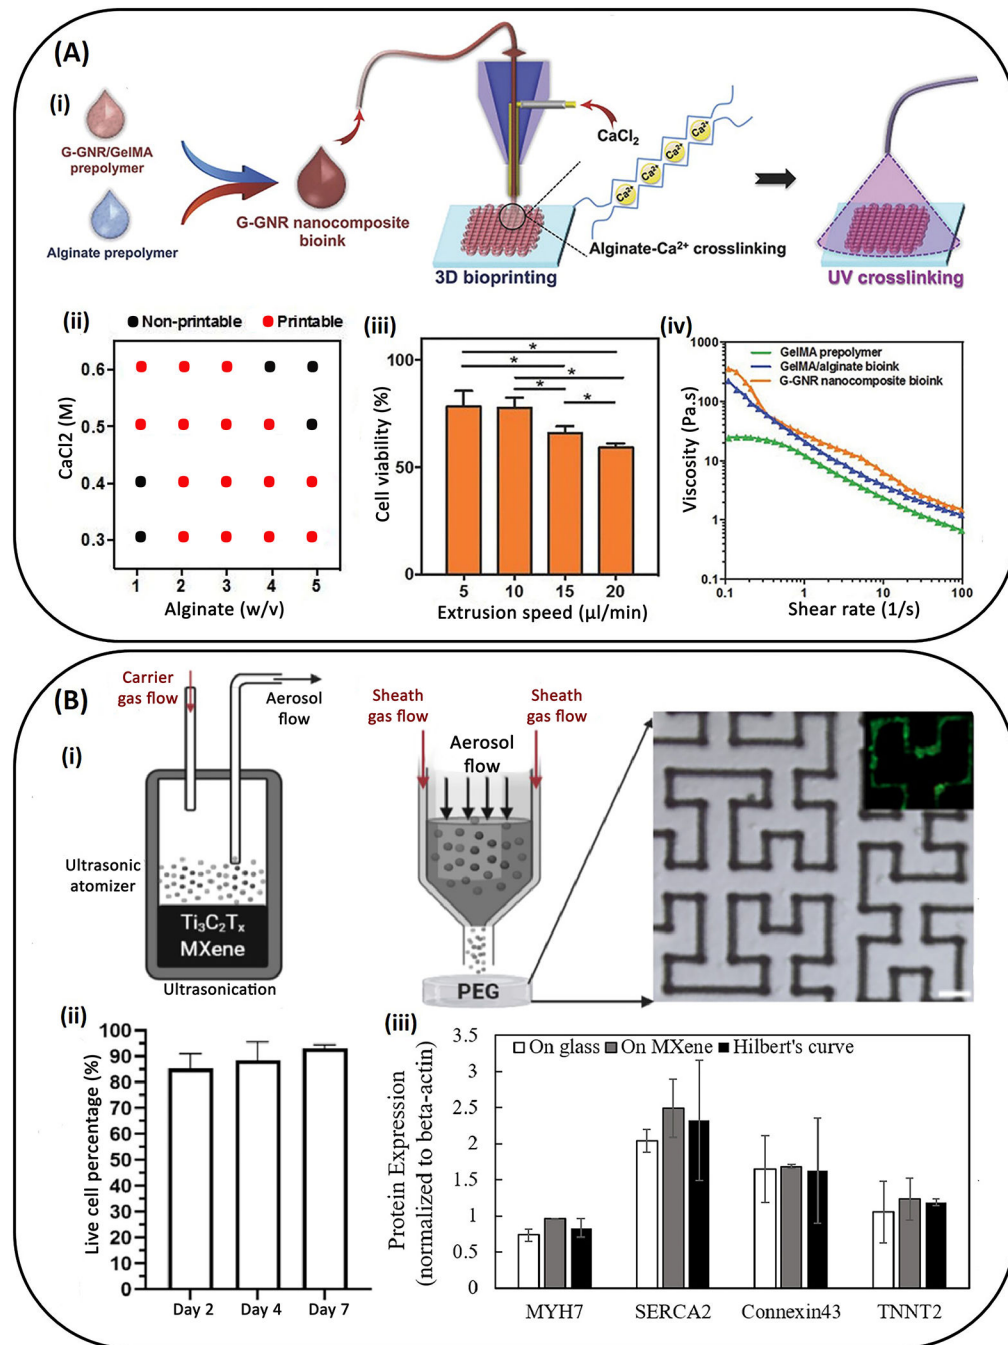 (A)
(i)
G-GNR/GelMA
prepolymer
Alginate prepolymer
G-GNR nanocomposite
bioink
CaCl2
Ca2+
Ca2+
Ca2+
Ca2+
Alginate-Ca2+ crosslinking
3D bioprinting
UV crosslinking
(ii)
Non-printable
Printable
CaCl2 (M)
0.6
0.5
0.4
0.3
1 2 3 4 5
Alginate (w/v)
(iii)
Cell viability (%)
100
50
0
* * * * *
5 10 15 20
Extrusion speed (µl/min)
(iv)
GelMA prepolymer
GelMA/alginate bioink
G-GNR nanocomposite bioink
Viscosity (Pa.s)
1000
100
10
1
0.1
0.1 1 10 100
Shear rate (1/s)
(B)
(i)
Carrier
gas flow
Aerosol
flow
Ultrasonic
atomizer
Ti3C2Tx
MXene
Ultrasonication
Sheath
gas flow
Sheath
gas flow
Aerosol
flow
PEG
(ii)
Live cell percentage (%)
100
90
80
70
60
50
40
30
20
10
0
Day 2 Day 4 Day 7
(iii)
Protein Expression
(normalized to beta-actin)
On glass On MXene Hilbert's curve
3.5
3
2.5
2
1.5
1
0.5
0
MYH7 SERCA2 Connexin43 TNNT2